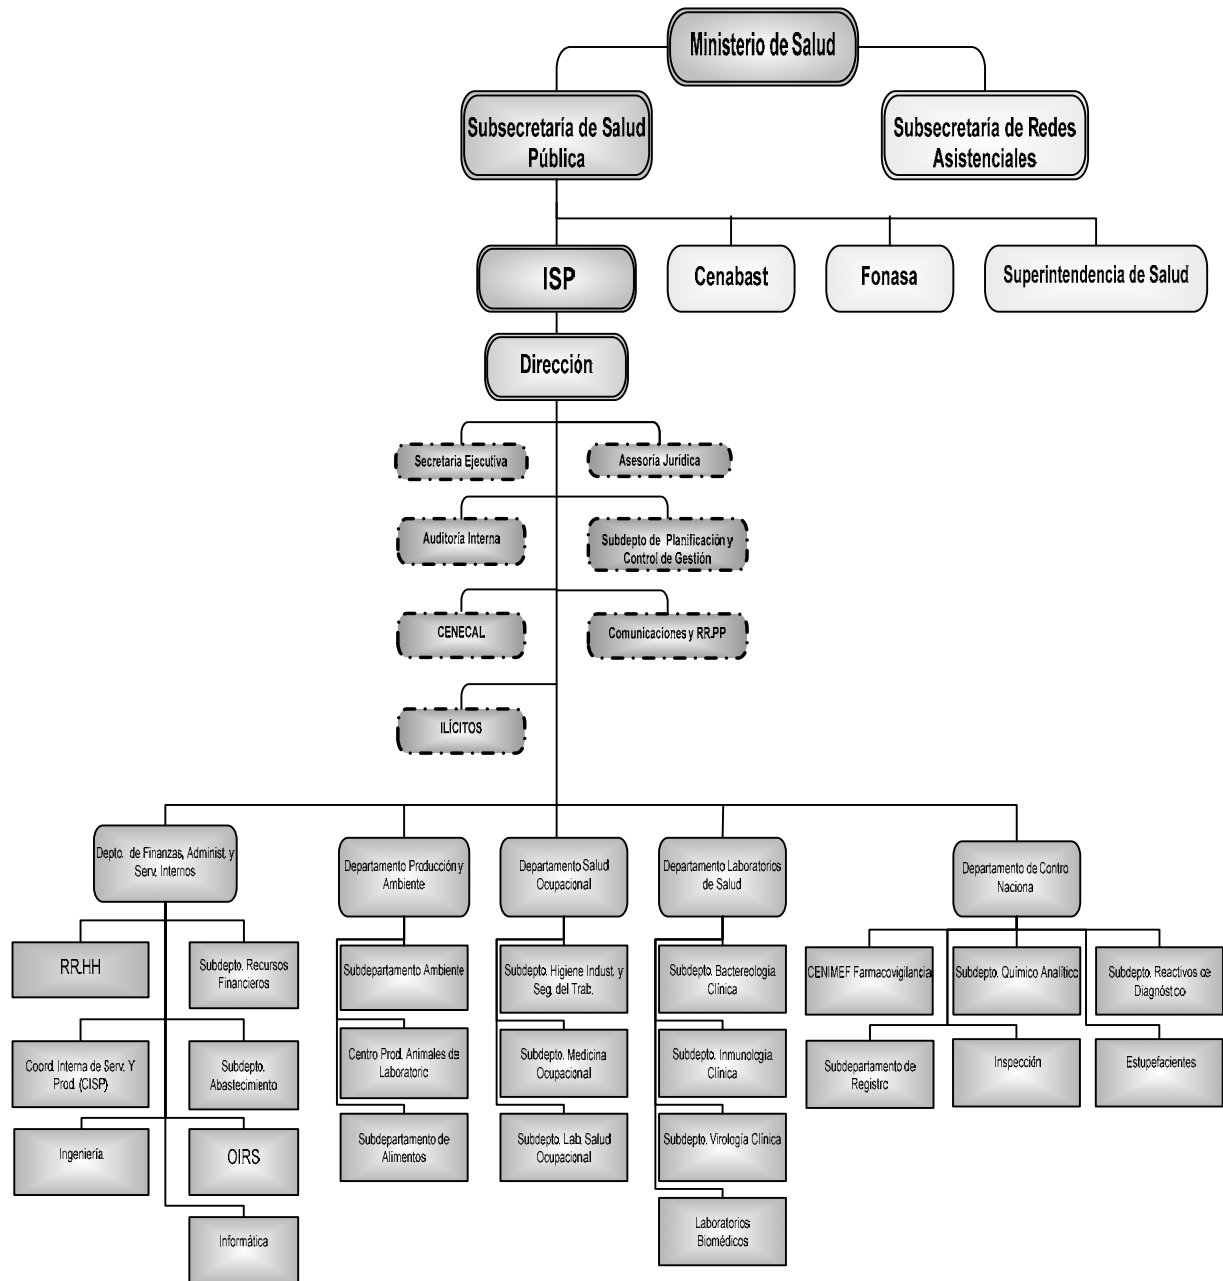 Ministerio de Salud
Subsecretaría de Salud
Pública
Subsecretaría de Redes
Asistenciales
ISP
Cenabast
Fonasa
Superintendencia de Salud
Dirección
Secretaria Ejecutiva
Asesoría Jurídica
Auditoría Interna
Subdepto de Planificación y
Control de Gestión
CENECAL
Comunicaciones y RR.PP
ILÍCITOS
Depto. de Finanzas, Administ. y
Serv. Internos
Departamento Producción y
Ambiente
Departamento Salud
Ocupacional
Departamento Laboratorios
de Salud
Departamento de Contro
Naciona
RR.HH
Subdepto. Recursos
Financieros
Subdepartamento Ambiente
Subdepto. Higiene Indust. y
Seg. del Trab.
Subdepto. Bactereología
Clínica
CENIMEF Farmacovigilancia
Subdepto. Químico Analítico
Subdepto. Reactivos de
Diagnóstico
Coord. Interna de Serv. Y
Prod. (CISP)
Subdepto.
Abastecimiento
Centro Prod. Animales de
Laboratorio
Subdepto. Medicina
Ocupacional
Subdepto. Inmunología
Clínica
Subdepartamento de
Registro
Inspección
Estupefacientes
Ingeniería
OIRS
Subdepartamento de
Alimentos
Subdepto. Lab. Salud
Ocupacional
Subdepto. Virología Clínica
Informática
Laboratorios
Biomédicos